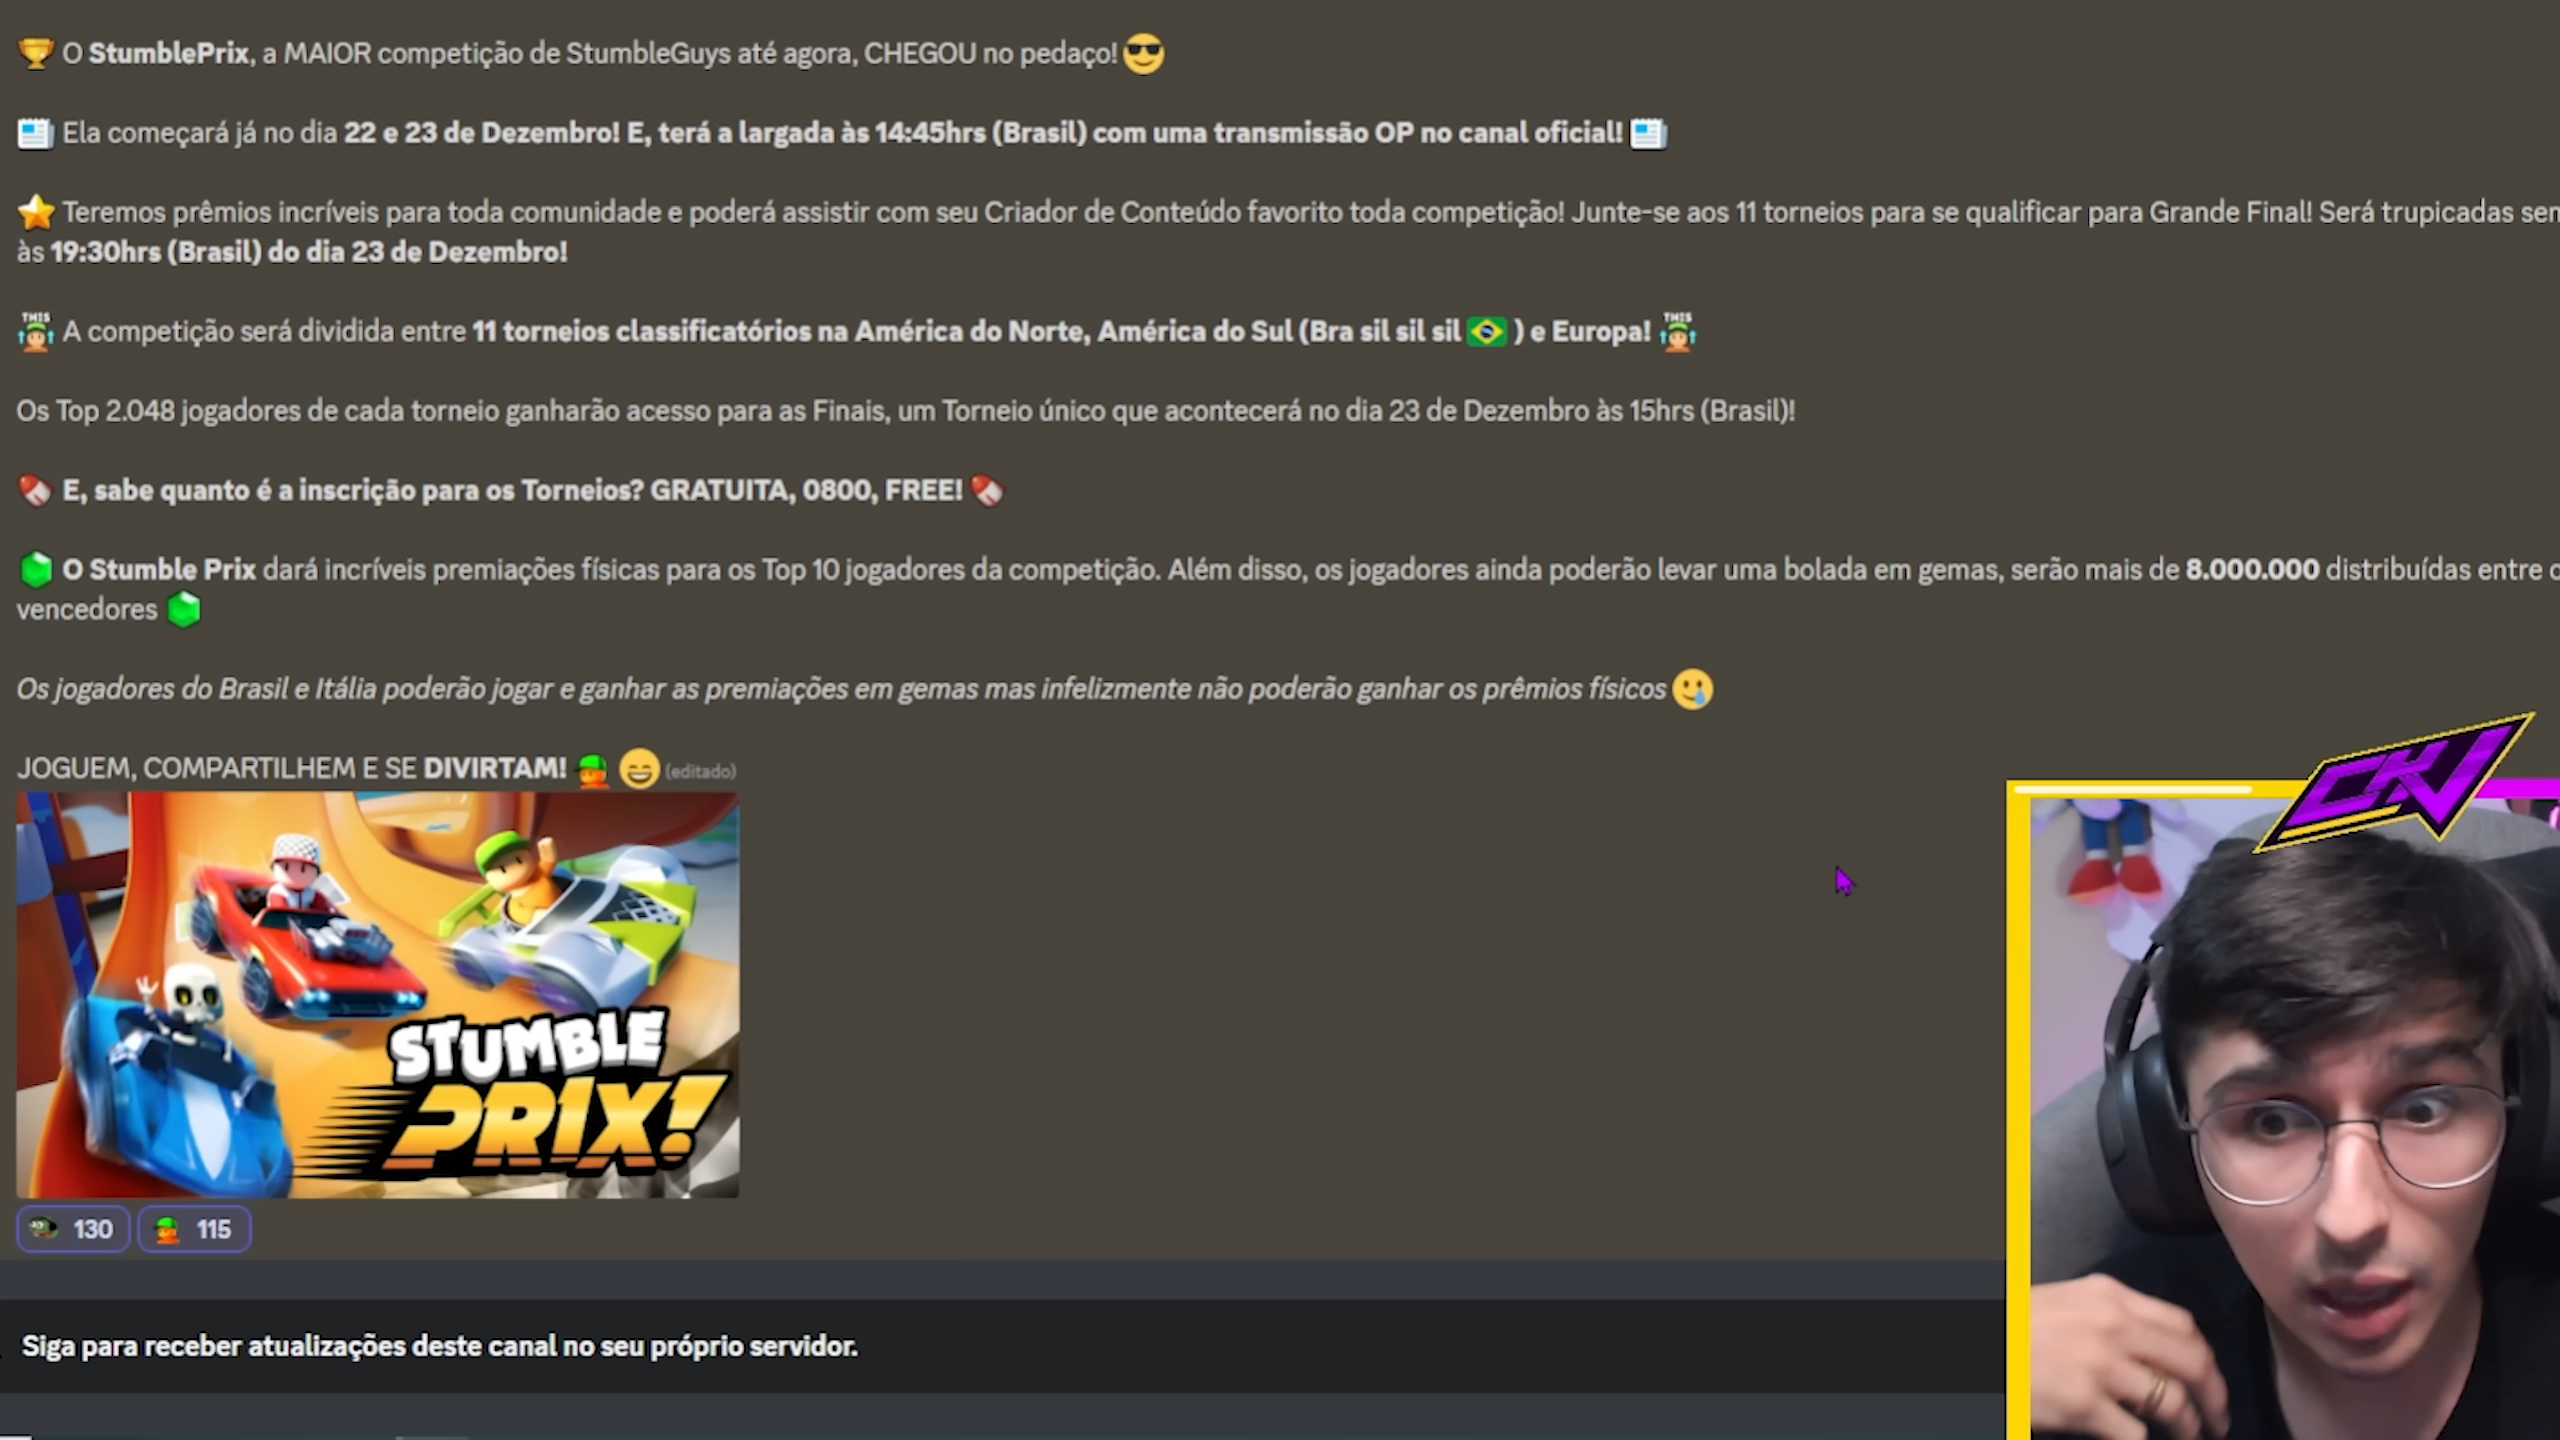 O StumblePrix, a MAIOR competição de StumbleGuys até agora, CHEGOU no pedaço!
Ela começará já no dia 22 e 23 de Dezembro! E, terá a largada às 14:45hrs (Brasil) com uma transmissão OP no canal oficial!
Teremos prêmios incríveis para toda comunidade e poderá assistir com seu Criador de Conteúdo favorito toda competição! Junte-se aos 11 torneios para se qualificar para Grande Final! Será trupicadas
às 19:30hrs (Brasil) do dia 23 de Dezembro!
THIS A competição será dividida entre 11 torneios classificatórios na América do Norte, América do Sul (Bra sil sil sil ) e Europa! THIS
Os Top 2.048 jogadores de cada torneio ganharão acesso para as Finais, um Torneio único que acontecerá no dia 23 de Dezembro às 15hrs (Brasil)!
E, sabe quanto é a inscrição para os Torneios? GRATUITA, 0800, FREE!
O Stumble Prix dará incríveis premiações físicas para os Top 10 jogadores da competição. Além disso, os jogadores ainda poderão levar uma bolada em gemas, serão mais de 8.000.000 distribuídas entre
vencedores
Os jogadores do Brasil e Itália poderão jogar e ganhar as premiações em gemas mas infelizmente não poderão ganhar os prêmios físicos
JOGUEM, COMPARTILHEM E SE DIVIRTAM! (editado)
STUMBLE
PRIX!
130 115
Siga para receber atualizações deste canal no seu próprio servidor.